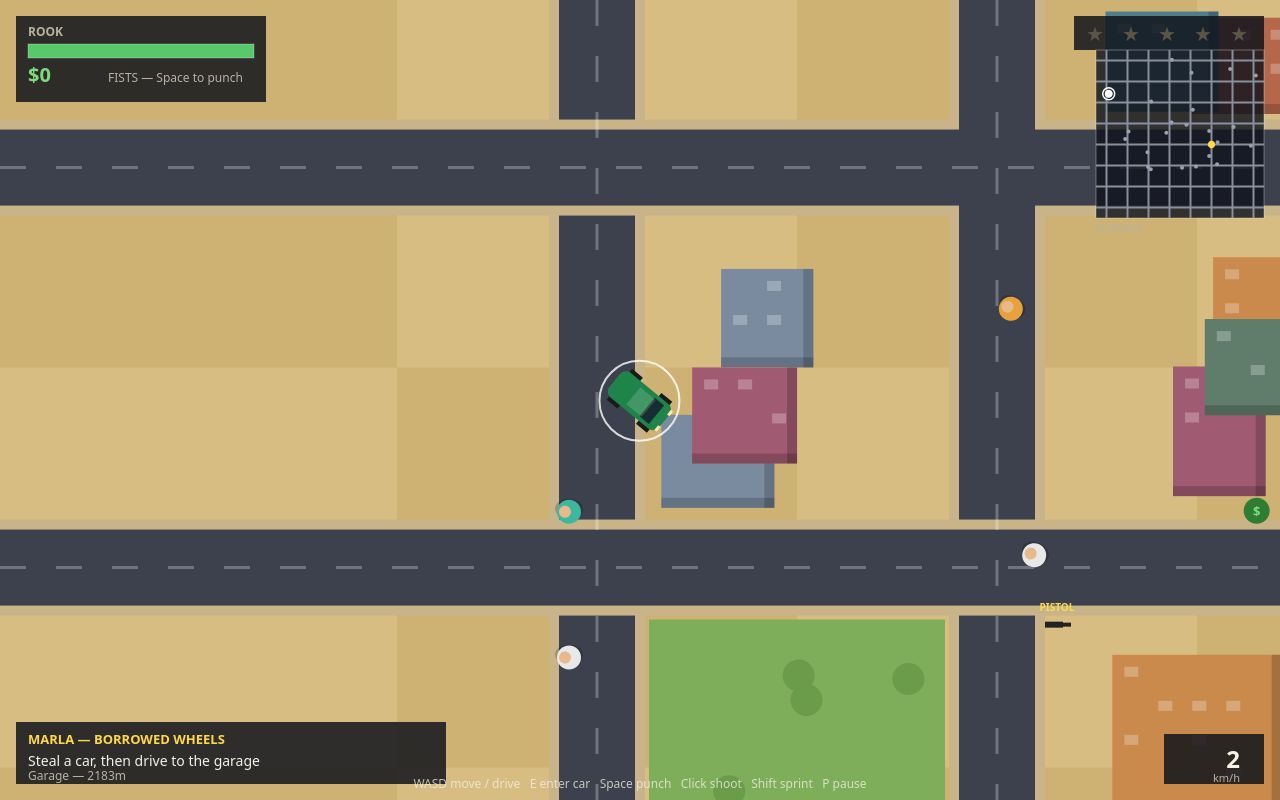 ROOK
$0
FISTS — Space to punch
$
PISTOL
MARLA — BORROWED WHEELS
Steal a car, then drive to the garage
Garage — 2183m
WASD move / drive   E enter car   Space punch   Click shoot   Shift sprint   P pause
2
km/h